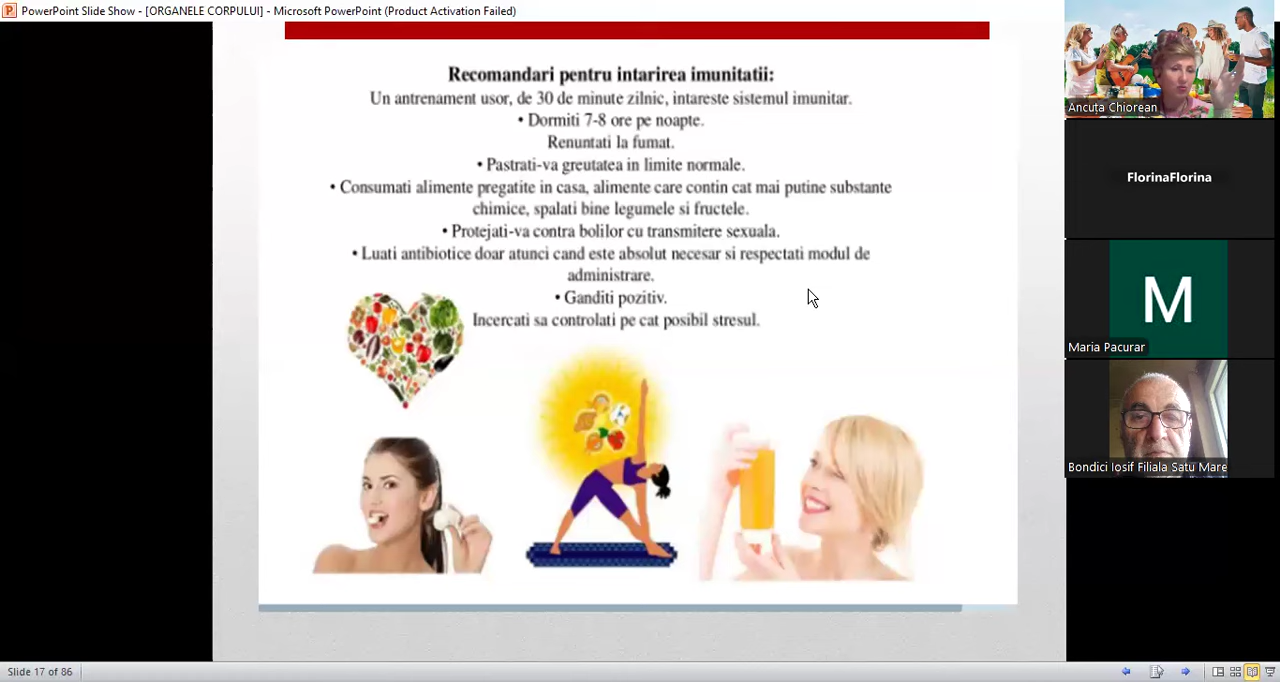 PowerPoint Slide Show - [ORGANELE CORPULUI] - Microsoft PowerPoint (Product Activation Failed)
Recomandari pentru intarirea imunitatii:
Un antrenament usor, de 30 de minute zilnic, intareste sistemul imunitar.
• Dormiti 7-8 ore pe noapte.
Renuntati la fumat.
• Pastrati-va greutatea in limite normale.
• Consumati alimente pregatite in casa, alimente care contin cat mai putine substante
chimice, spalati bine legumele si fructele.
• Protejati-va contra bolilor cu transmitere sexuala.
• Luati antibiotice doar atunci cand este absolut necesar si respectati modul de
administrare.
• Ganditi pozitiv.
Incercati sa controlati pe cat posibil stresul.
Ancuța Chiorean
FlorinaFlorina
M
Maria Pacurar
Bondici Iosif Filiala Satu Mare
Slide 17 of 86